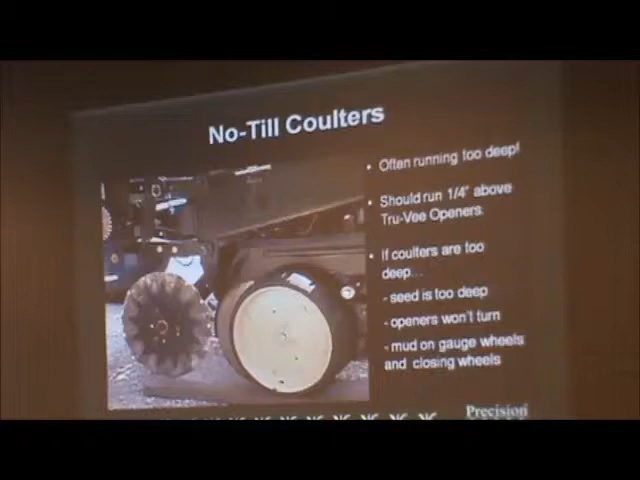 No-Till Coulters
• Often running too deep!
• Should run 1/4" above
Tru-Vee Openers
• If coulters are too
deep...
- seed is too deep
- openers won't turn
- mud on gauge wheels
and closing wheels
Precision